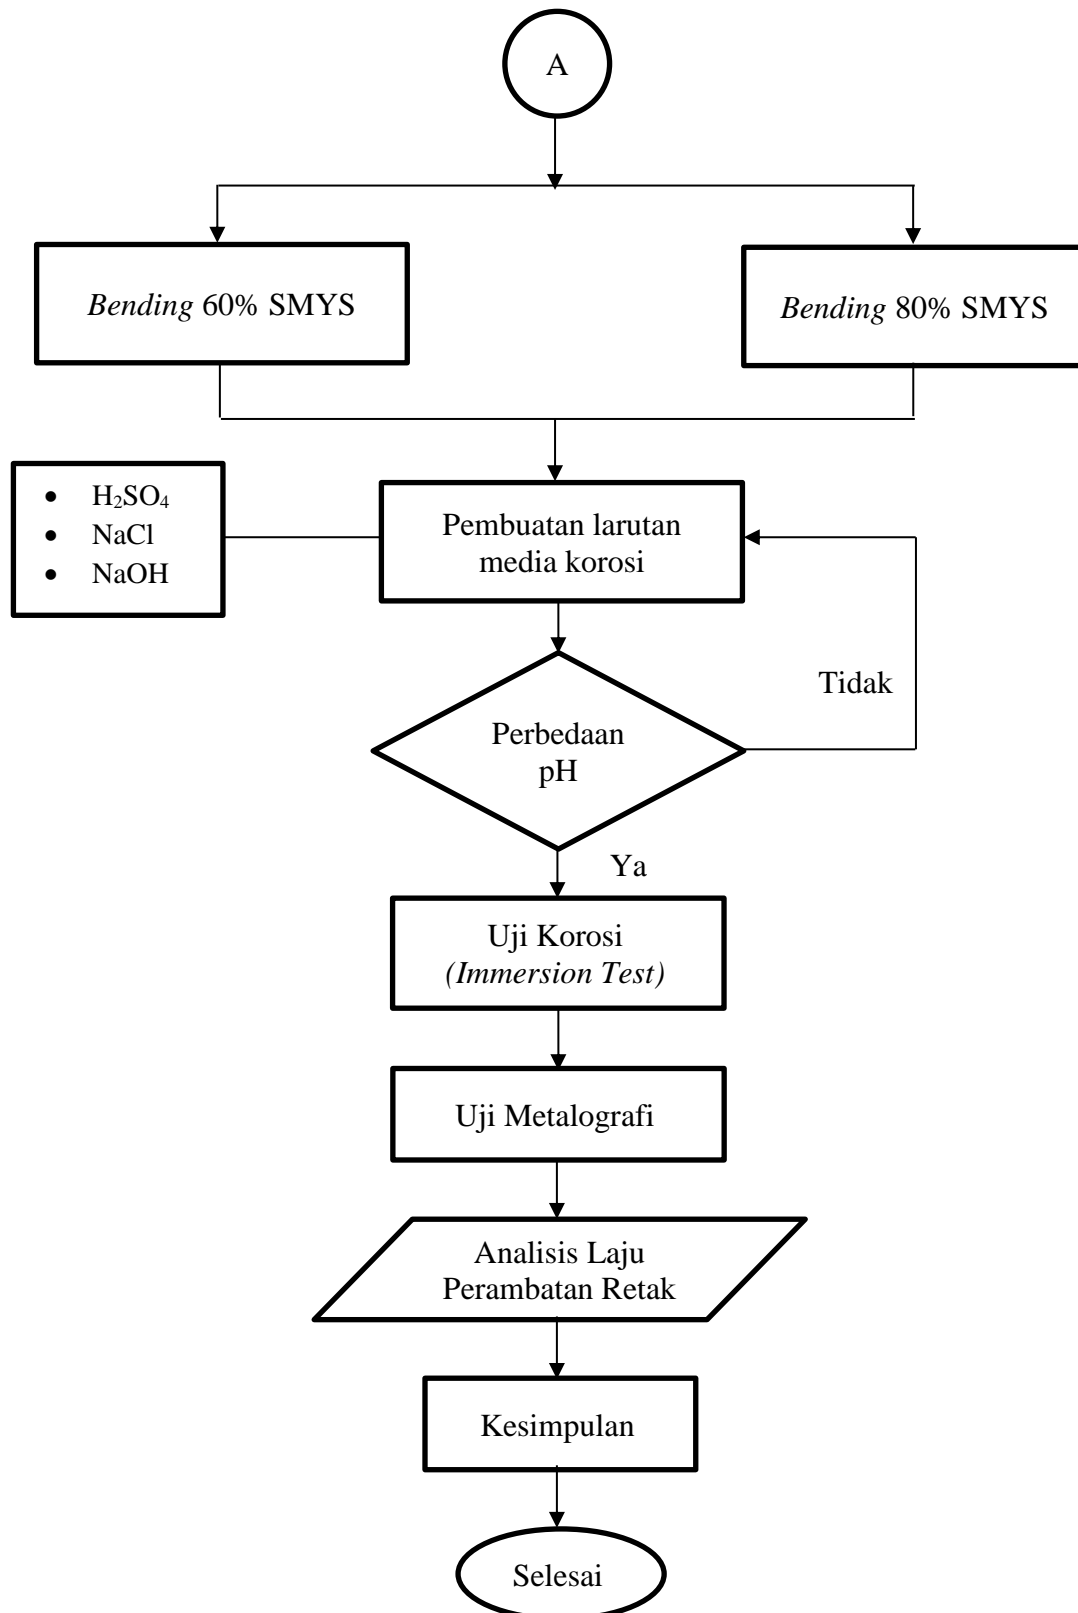 A
Bending 60% SMYS
Bending 80% SMYS
• H₂SO₄
• NaCl
• NaOH
Pembuatan larutan
media korosi
Tidak
Perbedaan
pH
Ya
Uji Korosi
(Immersion Test)
Uji Metalografi
Analisis Laju
Perambatan Retak
Kesimpulan
Selesai